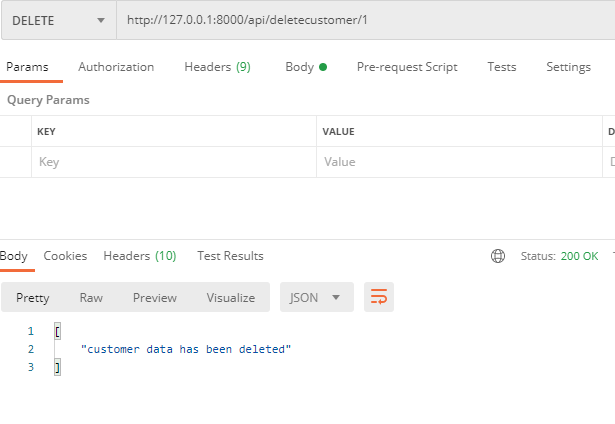 DELETE http://127.0.0.1:8000/api/deletecustomer/1
Params Authorization Headers (9) Body Pre-request Script Tests Settings
Query Params
KEY VALUE D
Key Value D
Body Cookies Headers (10) Test Results Status: 200 OK
Pretty Raw Preview Visualize JSON
1 [
2 "customer data has been deleted"
3 ]